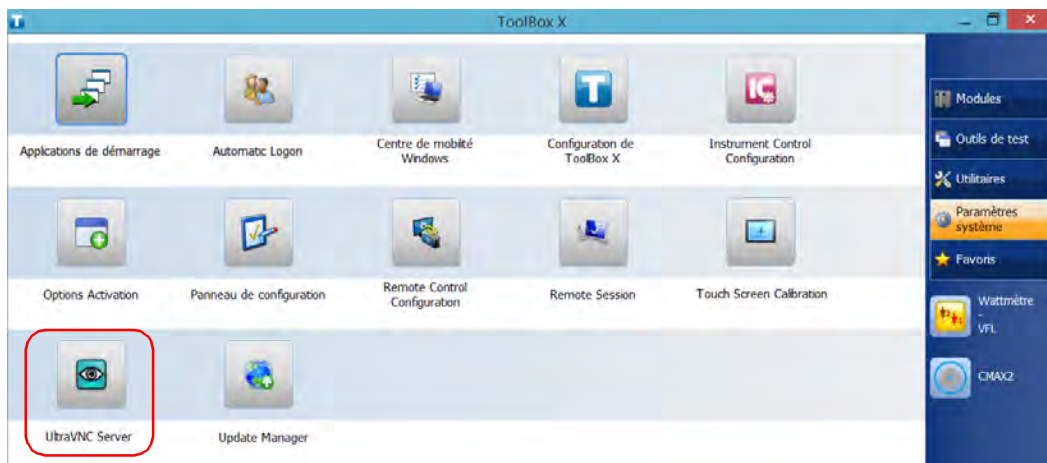 ToolBox X
Applications de démarrage
Automatic Logon
Centre de mobilité
Windows
Configuration de
ToolBox X
Instrument Control
Configuration
Options Activation
Panneau de configuration
Remote Control
Configuration
Remote Session
Touch Screen Calibration
UltraVNC Server
Update Manager
Modules
Outils de test
Utilitaires
Paramètres
système
Favoris
Wattmètre
-
VFL
CMAX2